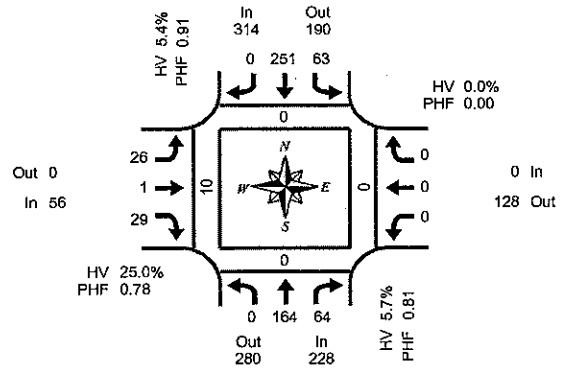 In Out
314 190
HV 5.4%
PHF 0.91
0 251 63
HV 0.0%
PHF 0.00
0
N
Out 0
In 56
26
1
29
10
W E
0
0
0
0
0 In
128 Out
S
0
HV 25.0%
PHF 0.78
HV 5.7%
PHF 0.81
0 164 64
Out In
280 228